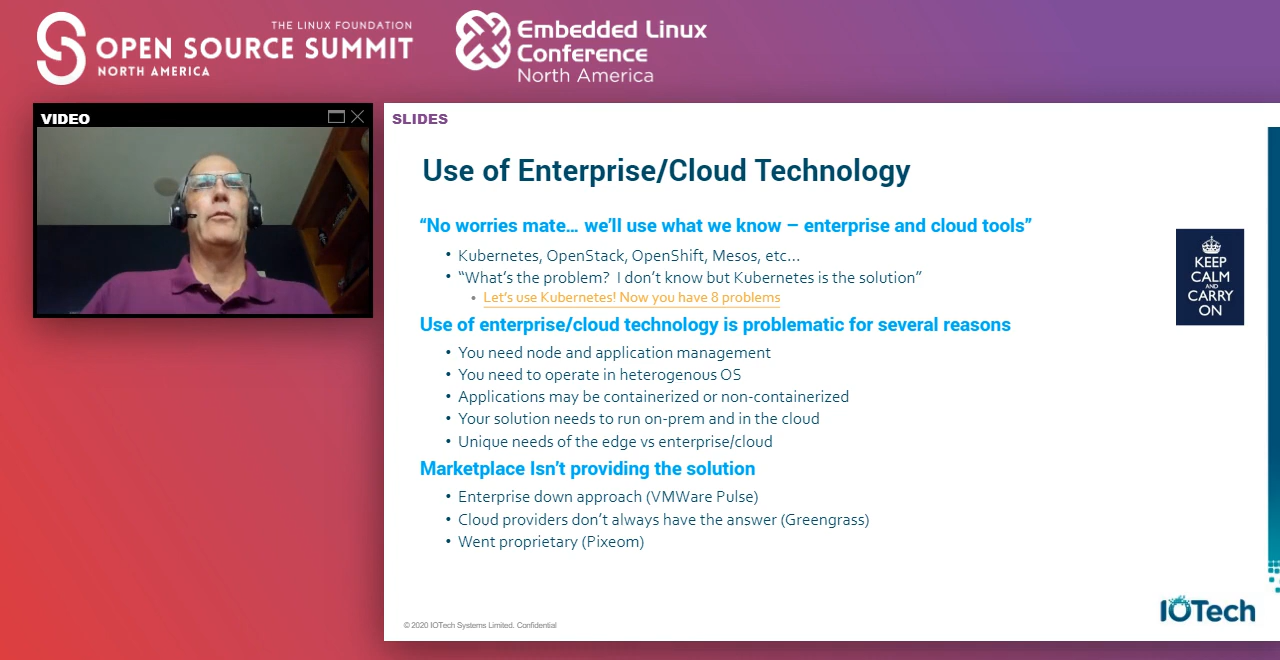 THE LINUX FOUNDATION
OPEN SOURCE SUMMIT
NORTH AMERICA
Embedded Linux
Conference
North America
VIDEO
SLIDES
Use of Enterprise/Cloud Technology
“No worries mate… we’ll use what we know – enterprise and cloud tools”
• Kubernetes, OpenStack, OpenShift, Mesos, etc…
• “What’s the problem? I don’t know but Kubernetes is the solution”
• Let’s use Kubernetes! Now you have 8 problems
KEEP
CALM
AND
CARRY
ON
Use of enterprise/cloud technology is problematic for several reasons
• You need node and application management
• You need to operate in heterogenous OS
• Applications may be containerized or non-containerized
• Your solution needs to run on-prem and in the cloud
• Unique needs of the edge vs enterprise/cloud
Marketplace Isn’t providing the solution
• Enterprise down approach (VMWare Pulse)
• Cloud providers don’t always have the answer (Greengrass)
• Went proprietary (Pixeom)
IOTech
© 2020 IOTech Systems Limited. Confidential